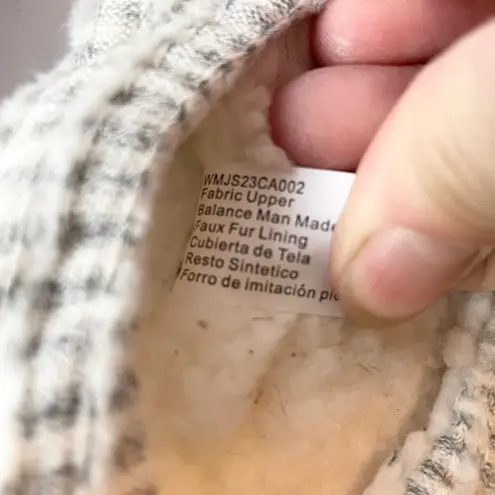 WMJS23CA002
Fabric Upper
Balance Man Made
Faux Fur Lining
Cubierta de Tela
Resto Sintetico
Forro de imitación